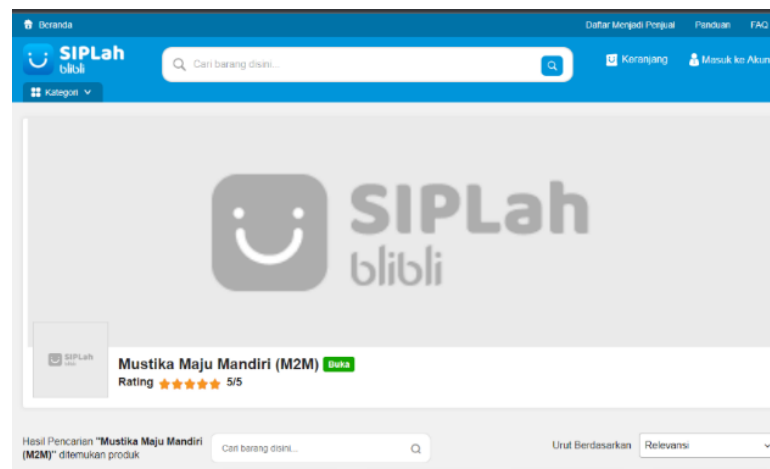 Beranda
Daftar Menjadi Penjual
Panduan
FAQ
SIPLah
blibli
Cari barang disini...
Keranjang
Masuk ke Akun
Kategori
SIPLah
blibli
SIPLah
blibli
Mustika Maju Mandiri (M2M) Buka
Rating 5/5
Hasil Pencarian "Mustika Maju Mandiri
(M2M)" ditemukan produk
Cari barang disini...
Urut Berdasarkan
Relevansi